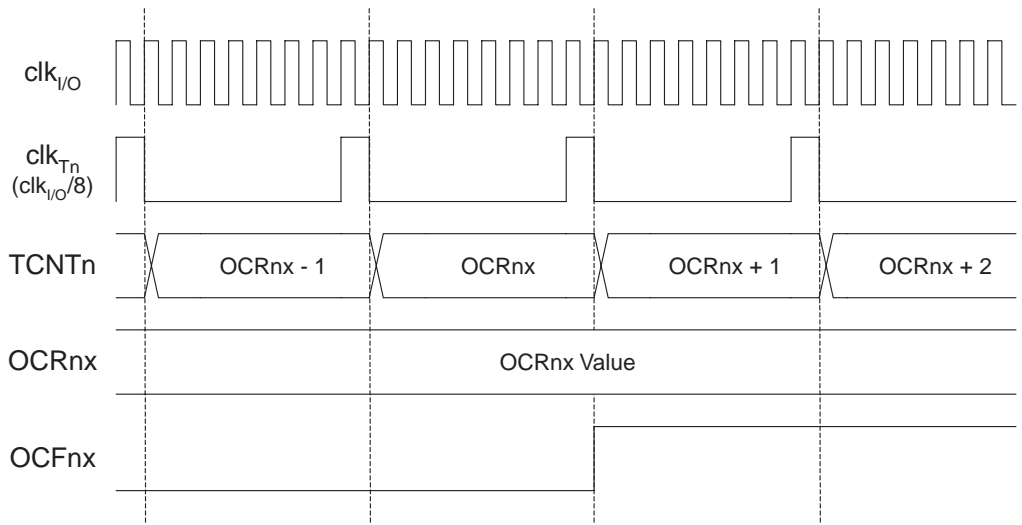 clkI/O
clkTn
(clkI/O/8)
TCNTn OCRnx - 1 OCRnx OCRnx + 1 OCRnx + 2
OCRnx OCRnx Value
OCFnx